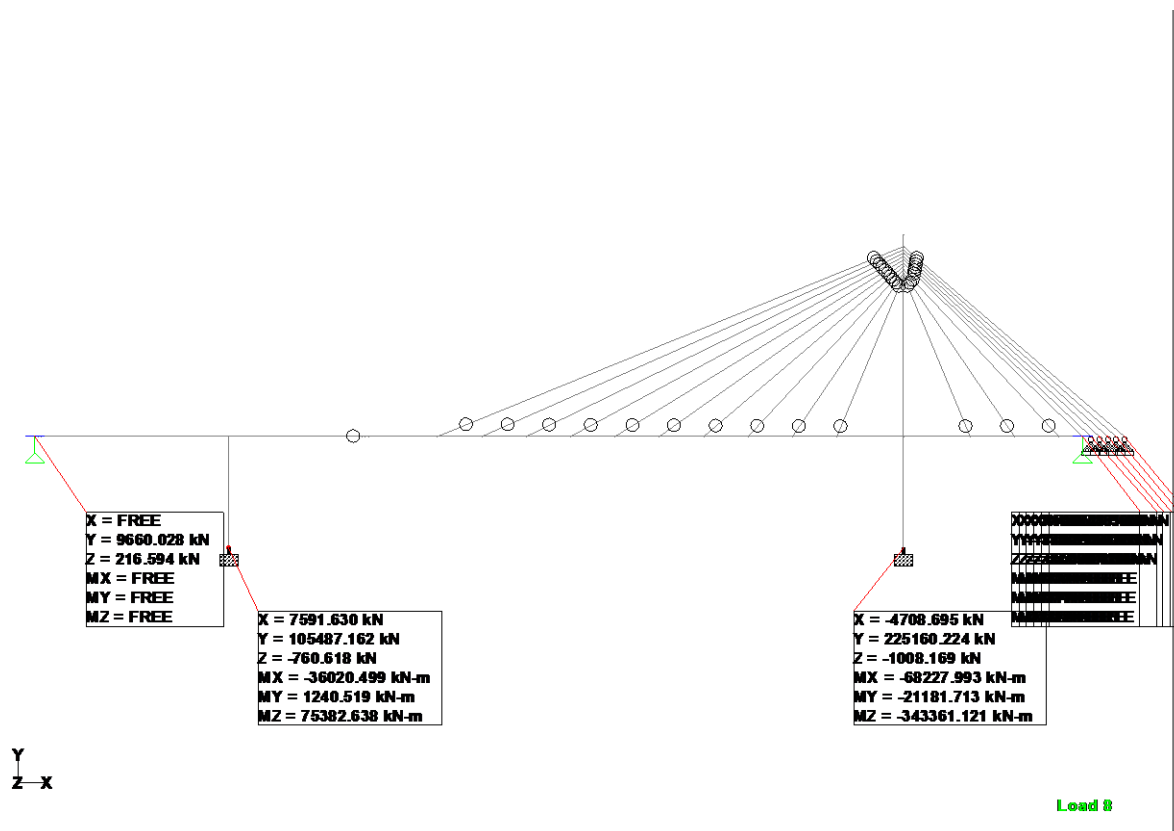 X = FREE
Y = 9660.028 kN
Z = 216.594 kN
MX = FREE
MY = FREE
MZ = FREE
X = 7591.630 kN
Y = 105487.162 kN
Z = -760.618 kN
MX = -36020.499 kN-m
MY = 1240.519 kN-m
MZ = 75382.638 kN-m
X = -4708.695 kN
Y = 225160.224 kN
Z = -1008.169 kN
MX = -68227.993 kN-m
MY = -21181.713 kN-m
MZ = -343361.121 kN-m
Y
Z X
Load 8